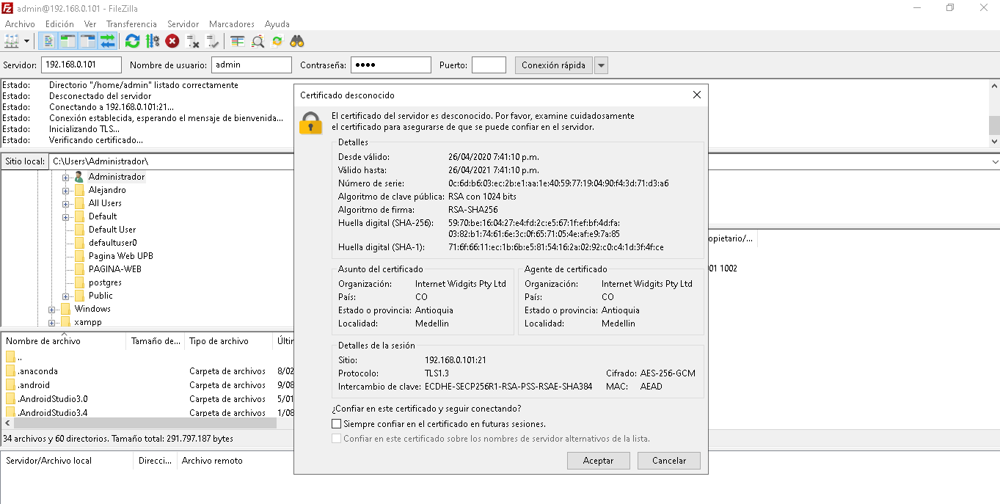 admin@192.168.0.101 - FileZilla
Archivo Edición Ver Transferencia Servidor Marcadores Ayuda
Servidor: 192.168.0.101 Nombre de usuario: admin Contraseña: ●●●● Puerto: Conexión rápida
Estado: Directorio "/home/admin" listado correctamente
Estado: Desconectado del servidor
Estado: Conectando a 192.168.0.101:21...
Estado: Conexión establecida, esperando el mensaje de bienvenida...
Estado: Inicializando TLS...
Estado: Verificando certificado...
Sitio local: C:\Users\Administrador\
Administrador
Alejandro
All Users
Default
Default User
defaultuser0
Pagina Web UPB
PAGINA-WEB
postgres
Public
Windows
xampp
Nombre de archivo Tamaño de... Tipo de archivo Últir
..
.anaconda Carpeta de archivos 8/02
.android Carpeta de archivos 9/08
.AndroidStudio3.0 Carpeta de archivos 5/01
.AndroidStudio3.4 Carpeta de archivos 1/08
34 archivos y 60 directorios. Tamaño total: 291.797.187 bytes
Servidor/Archivo local Direcci... Archivo remoto
Certificado desconocido
El certificado del servidor es desconocido. Por favor, examine cuidadosamente
el certificado para asegurarse de que se puede confiar en el servidor.
Detalles
Desde válido: 26/04/2020 7:41:10 p.m.
Válido hasta: 26/04/2021 7:41:10 p.m.
Número de serie: 0c:6d:b6:03:ec:2b:e1:aa:1e:40:59:77:19:04:90:f4:3d:71:d3:a6
Algoritmo de clave pública: RSA con 1024 bits
Algoritmo de firma: RSA-SHA256
Huella digital (SHA-256): 59:70:be:16:04:27:e4:fd:2c:e5:67:1f:ef:bf:4d:fa:
03:82:b1:74:61:6e:3c:0f:65:71:05:4e:af:e9:7a:85
Huella digital (SHA-1): 71:6f:66:11:ec:1b:6b:e5:81:54:16:2a:02:92:c0:c4:1d:3f:4f:ce
Asunto del certificado
Organización: Internet Widgits Pty Ltd
País: CO
Estado o provincia: Antioquia
Localidad: Medellin
Agente de certificado
Organización: Internet Widgits Pty Ltd
País: CO
Estado o provincia: Antioquia
Localidad: Medellin
Detalles de la sesión
Sitio: 192.168.0.101:21
Protocolo: TLS1.3 Cifrado: AES-256-GCM
Intercambio de clave: ECDHE-SECP256R1-RSA-PSS-RSAE-SHA384 MAC: AEAD
¿Confiar en este certificado y seguir conectando?
Siempre confiar en el certificado en futuras sesiones.
Confiar en este certificado sobre los nombres de servidor alternativos de la lista.
Aceptar Cancelar
opietario/...
01 1002